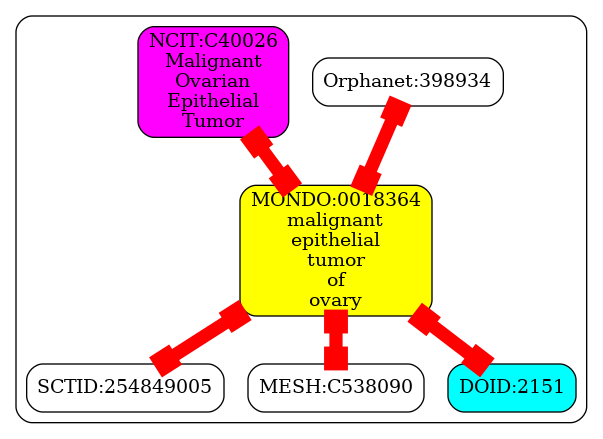 NCIT:C40026
Malignant
Ovarian
Epithelial
Tumor
Orphanet:398934
MONDO:0018364
malignant
epithelial
tumor
of
ovary
SCTID:254849005
MESH:C538090
DOID:2151